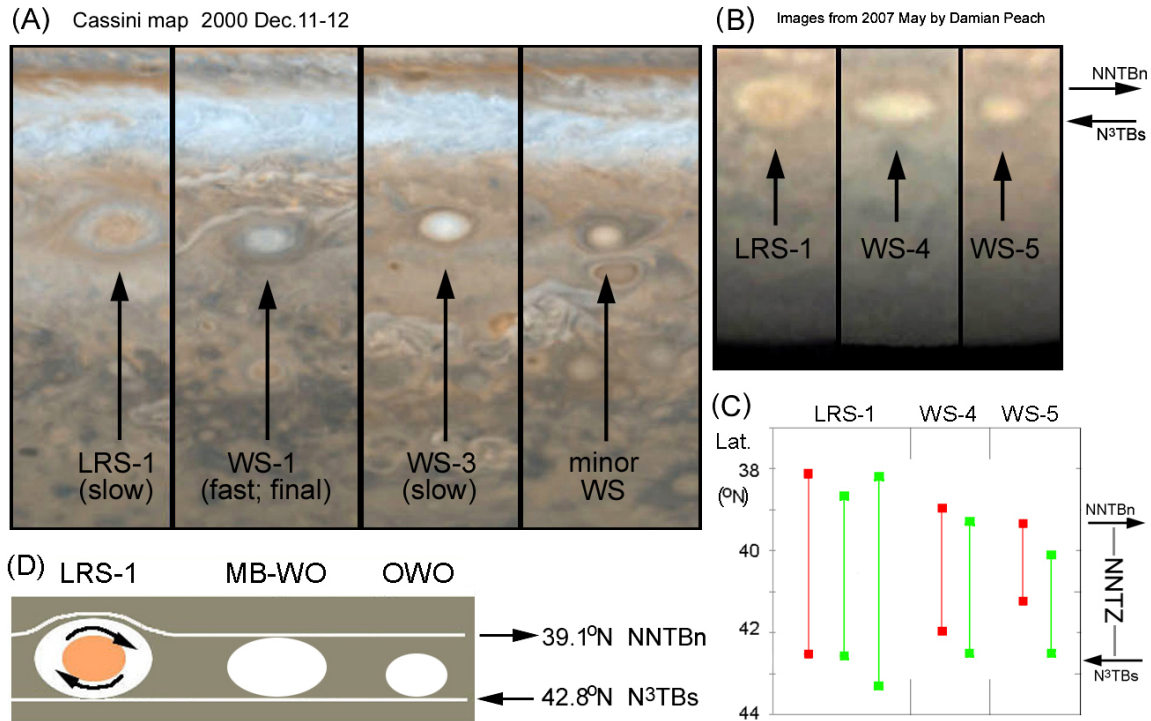 (A) Cassini map 2000 Dec.11-12
LRS-1
(slow)
WS-1
(fast; final)
WS-3
(slow)
minor
WS
(B) Images from 2007 May by Damian Peach
NNTBn
N³TBs
LRS-1
WS-4
WS-5
(C) LRS-1 WS-4 WS-5
Lat.
38
(ºN)
40
42
44
NNTBn
NNTZ
N³TBs
(D) LRS-1 MB-WO OWO
39.1ºN NNTBn
42.8ºN N³TBs